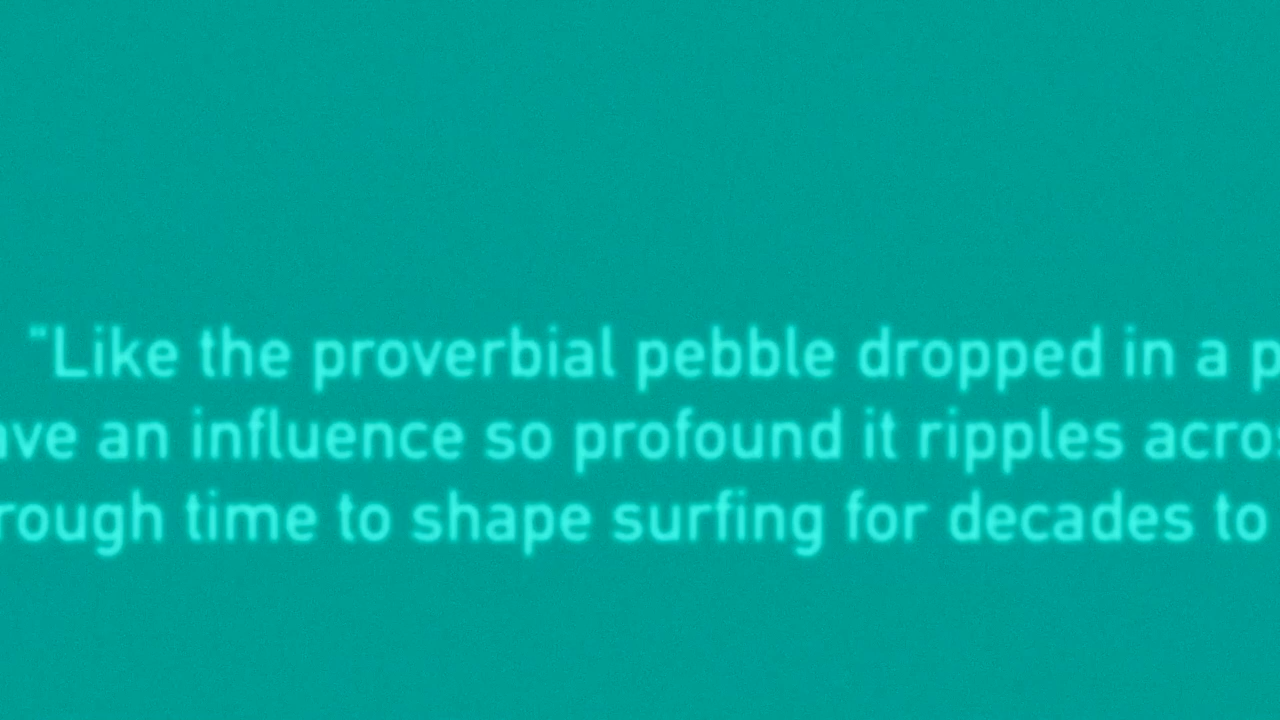 "Like the proverbial pebble dropped in a p
ave an influence so profound it ripples acros
rough time to shape surfing for decades to